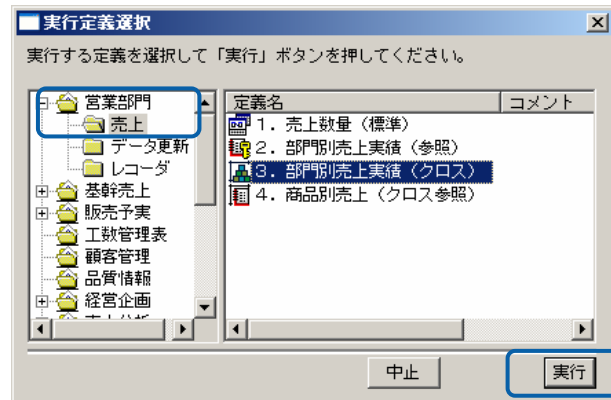 実行定義選択
実行する定義を選択して「実行」ボタンを押してください。
営業部門
売上
データ更新
レコーダ
基幹売上
販売予実
工数管理表
顧客管理
品質情報
経営企画
定義名 コメント
1. 売上数量（標準）
2. 部門別売上実績（参照）
3. 部門別売上実績（クロス）
4. 商品別売上（クロス参照）
中止 実行